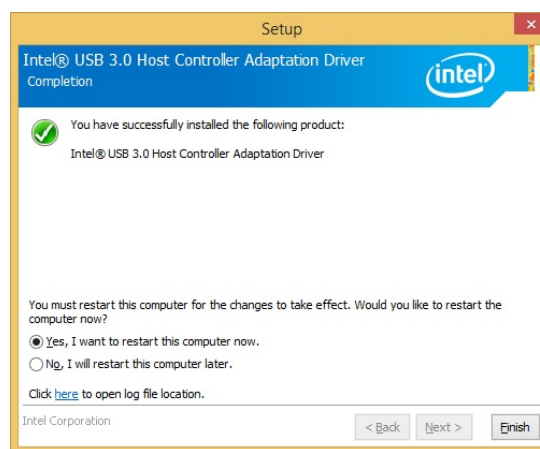 Setup
Intel® USB 3.0 Host Controller Adaptation Driver
Completion
intel
You have successfully installed the following product:
Intel® USB 3.0 Host Controller Adaptation Driver
You must restart this computer for the changes to take effect. Would you like to restart the
computer now?
Yes, I want to restart this computer now.
No, I will restart this computer later.
Click here to open log file location.
Intel Corporation
< Back
Next >
Finish